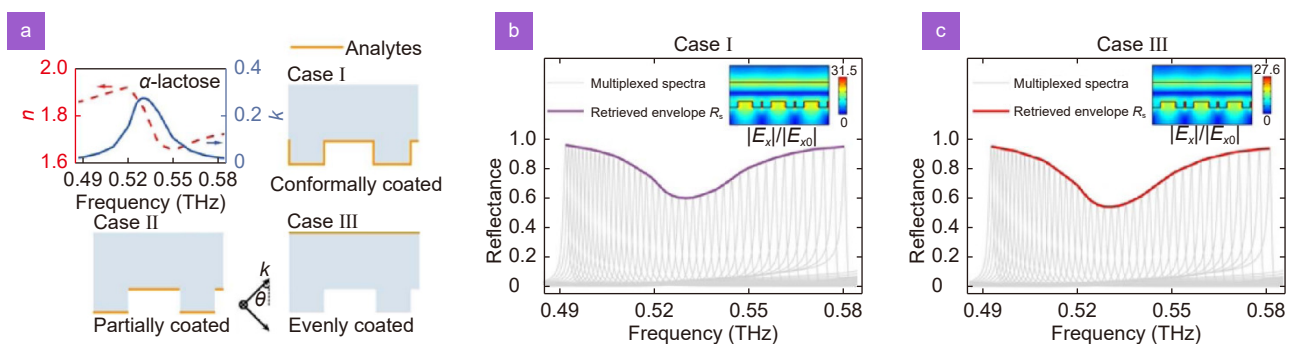 a
2.0
n 1.8
1.6
α-lactose
0.4
0.2 k
0
0.49 0.52 0.55 0.58
Frequency (THz)
Analytes
Case I
Conformally coated
Case II
Partially coated
k
θ
Case III
Evenly coated
b
Case I
Multiplexed spectra
Retrieved envelope Rs
31.5
0
|Ex|/|Ex0|
Reflectance
1.0
0.8
0.6
0.4
0.2
0
0.49 0.52 0.55 0.58
Frequency (THz)
c
Case III
Multiplexed spectra
Retrieved envelope Rs
27.6
0
|Ex|/|Ex0|
Reflectance
1.0
0.8
0.6
0.4
0.2
0
0.49 0.52 0.55 0.58
Frequency (THz)